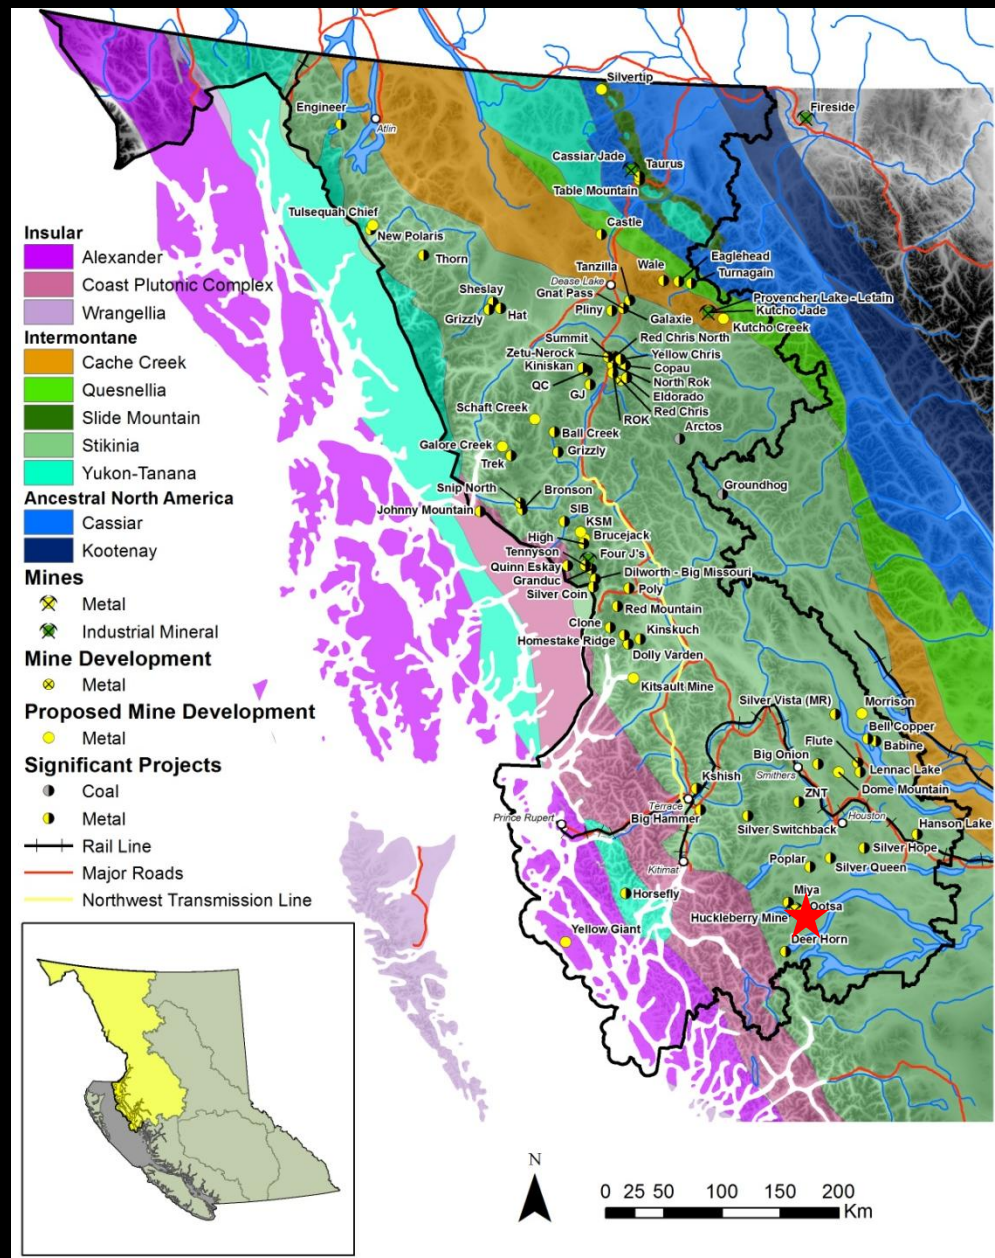 Silvertip
Fireside
Engineer
Atlin
Cassiar Jade
Taurus
Table Mountain
Tulsequah Chief
New Polaris
Castle
Thorn
Tanzilla
Wale
Eaglehead
Turnagain
Dease Lake
Sheslay
Gnat Pass
Provencher Lake - Letain
Kutcho Jade
Grizzly
Hat
Pliny
Galaxie
Kutcho Creek
Summit
Red Chris North
Zetu-Nerock
Yellow Chris
Kiniskan
Copau
QC
North Rok
GJ
Eldorado
Red Chris
Schaft Creek
ROK
Arctos
Ball Creek
Galore Creek
Grizzly
Trek
Groundhog
Snip North
Bronson
Johnny Mountain
SIB
KSM
High
Brucejack
Tennyson
Four J's
Quinn Eskay
Dilworth - Big Missouri
Granduc
Silver Coin
Poly
Red Mountain
Clone
Homestake Ridge
Kinskuch
Dolly Varden
Kitsault Mine
Silver Vista (MR)
Morrison
Bell Copper
Flute
Babine
Big Onion
Smithers
Lennac Lake
Dome Mountain
Kshish
Terrace
ZNT
Prince Rupert
Big Hammer
Silver Switchback
Houston
Hanson Lake
Silver Hope
Kitimat
Poplar
Silver Queen
Horsefly
Miya
Ootsa
Huckleberry Mine
Yellow Giant
Deer Horn
Insular
Alexander
Coast Plutonic Complex
Wrangellia
Intermontane
Cache Creek
Quesnellia
Slide Mountain
Stikinia
Yukon-Tanana
Ancestral North America
Cassiar
Kootenay
Mines
Metal
Industrial Mineral
Mine Development
Metal
Proposed Mine Development
Metal
Significant Projects
Coal
Metal
Rail Line
Major Roads
Northwest Transmission Line
N
0 25 50 100 150 200
Km